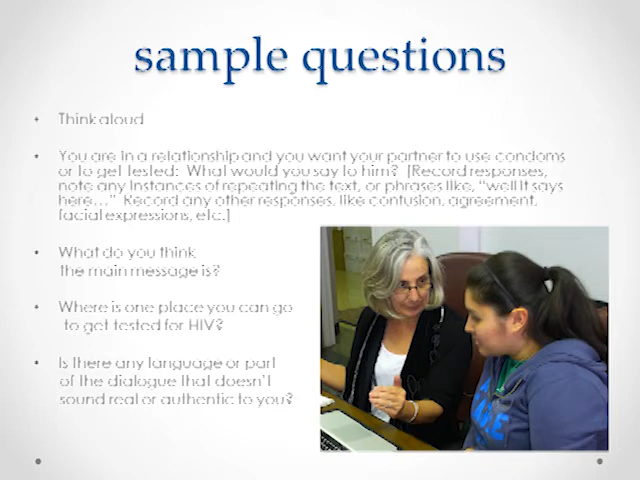 sample questions
• Think aloud
• You are in a relationship and you want your partner to use condoms
or to get tested: What would you say to him? [Record responses,
note any instances of repeating the text, or phrases like, “well it says
here…” Record any other responses, like confusion, agreement,
facial expressions, etc.]
• What do you think
the main message is?
• Where is one place you can go
to get tested for HIV?
• Is there any language or part
of the dialogue that doesn’t
sound real or authentic to you?